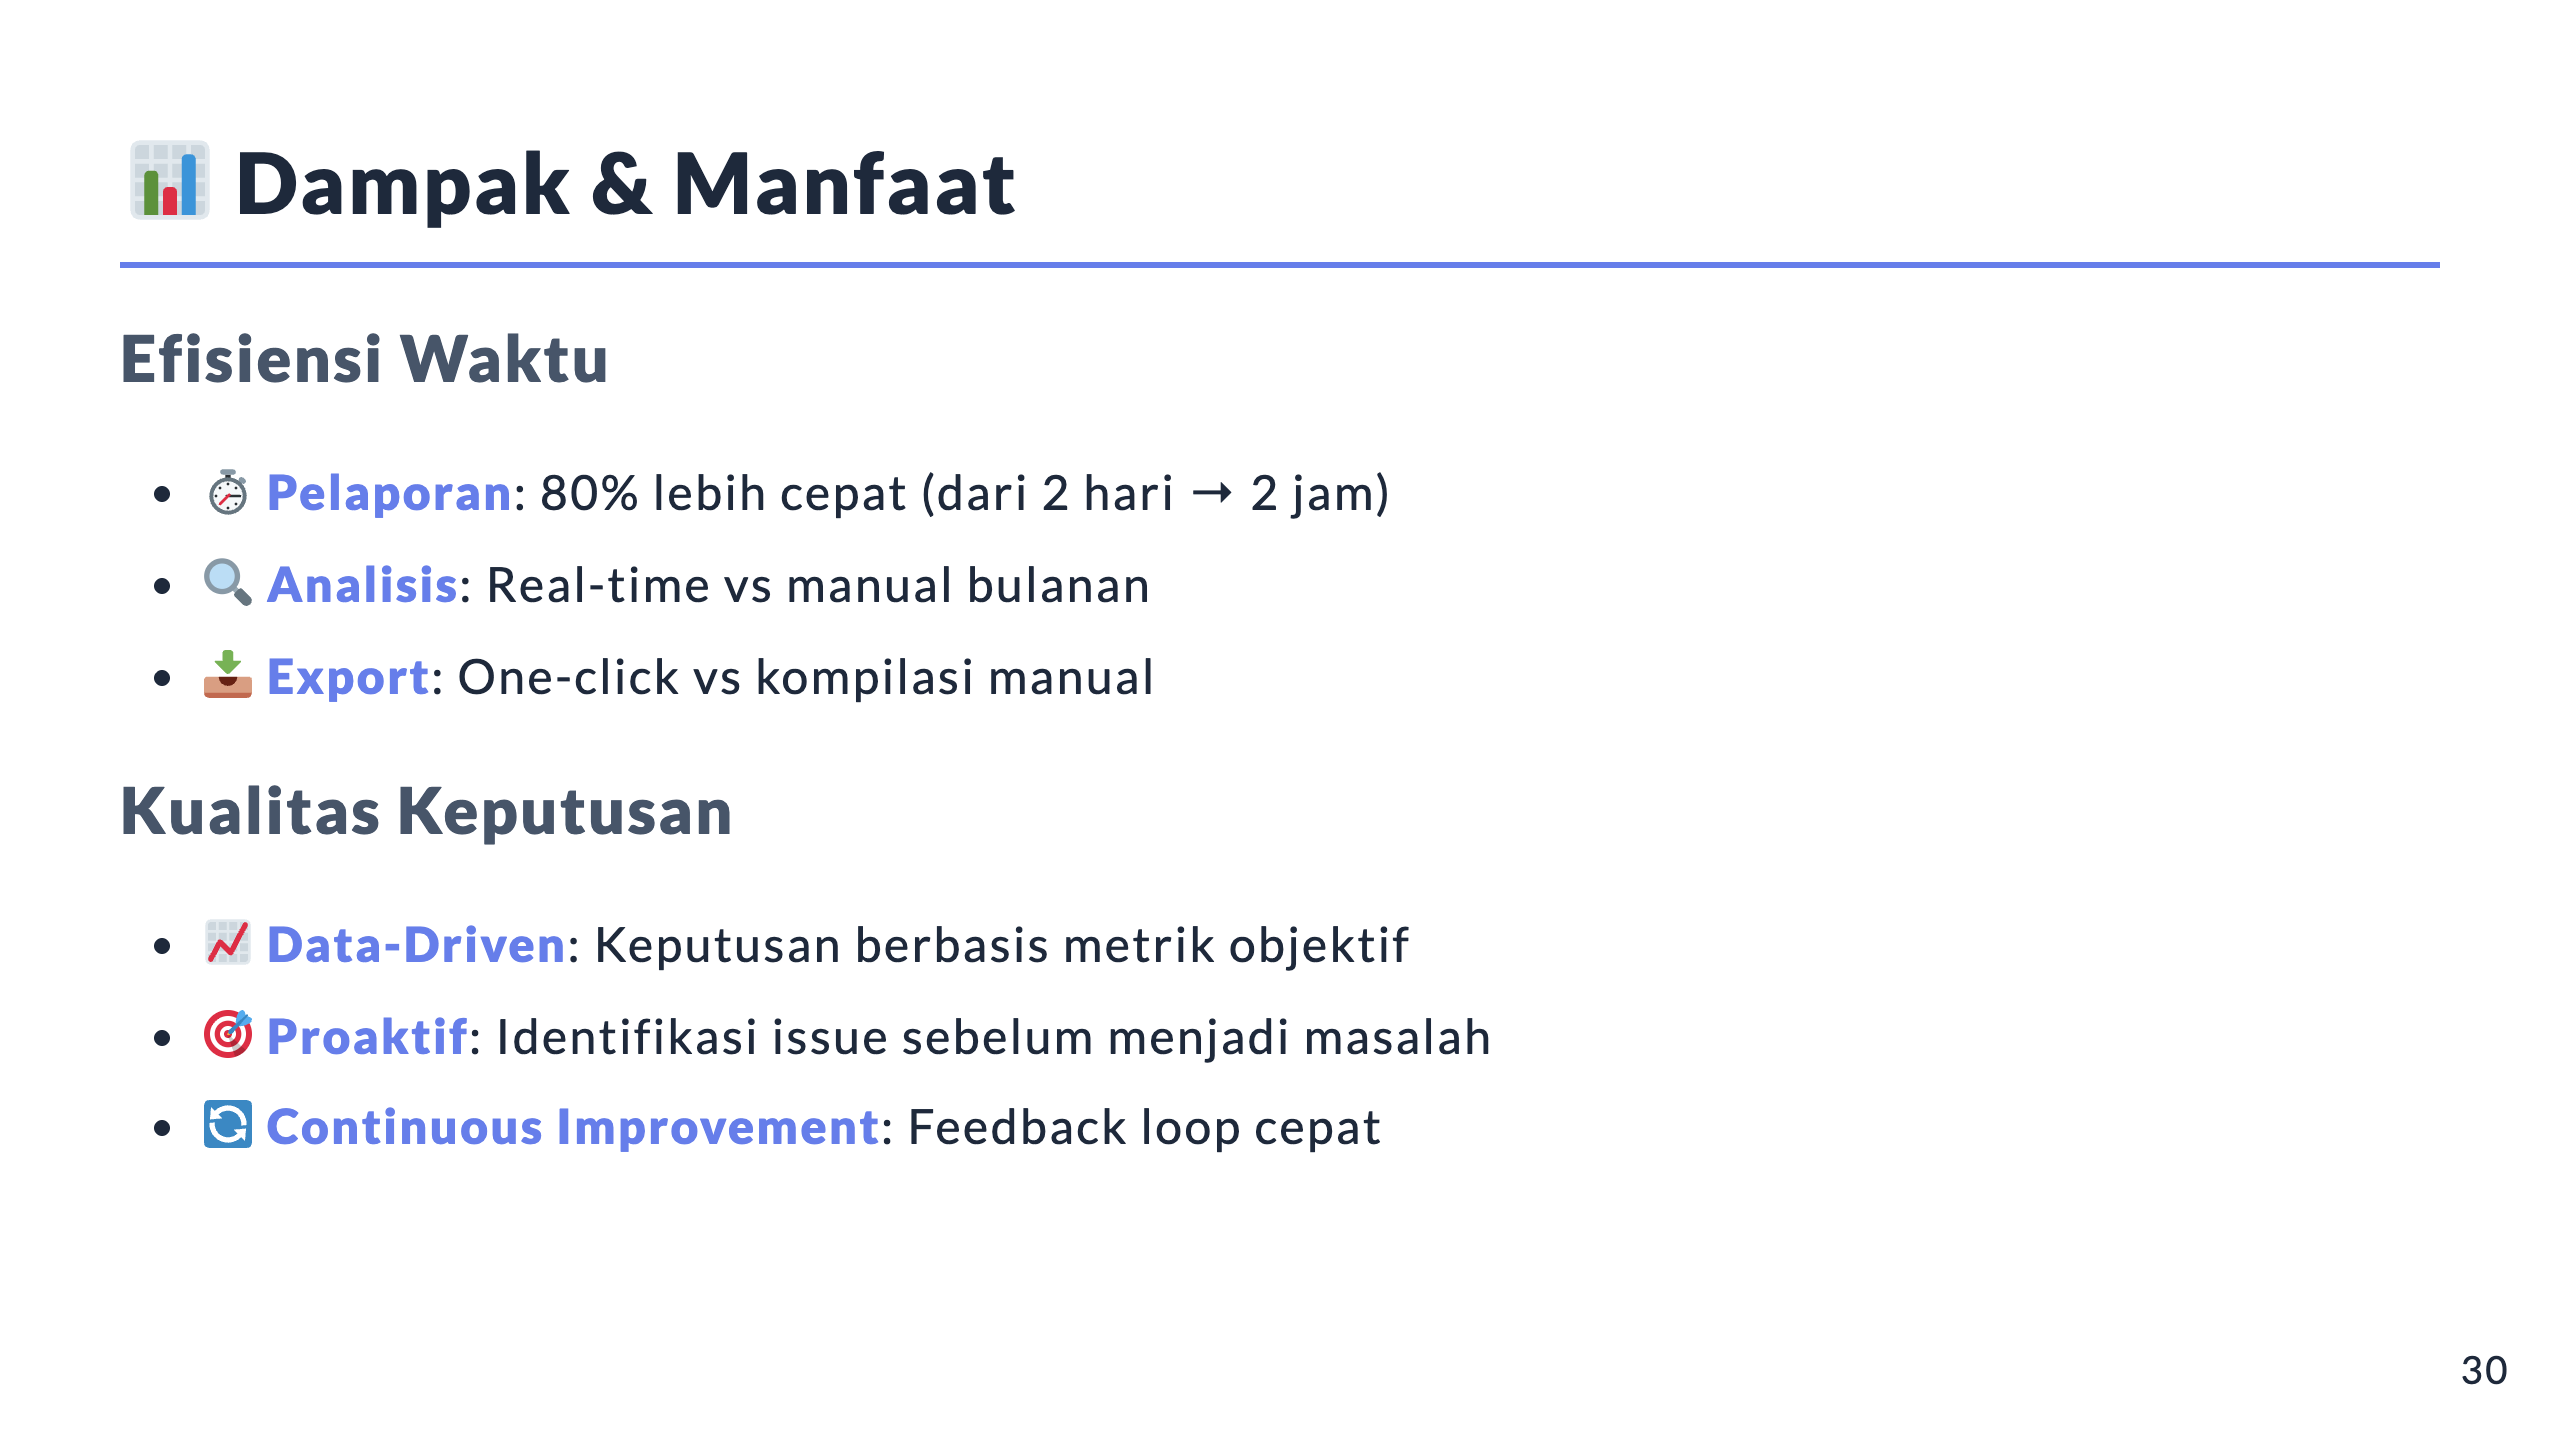 📊 Dampak & Manfaat
Efisiensi Waktu
• ⏱ Pelaporan: 80% lebih cepat (dari 2 hari → 2 jam)
• 🔍 Analisis: Real-time vs manual bulanan
• 📥 Export: One-click vs kompilasi manual
Kualitas Keputusan
• 📈 Data-Driven: Keputusan berbasis metrik objektif
• 🎯 Proaktif: Identifikasi issue sebelum menjadi masalah
• 🔄 Continuous Improvement: Feedback loop cepat
30